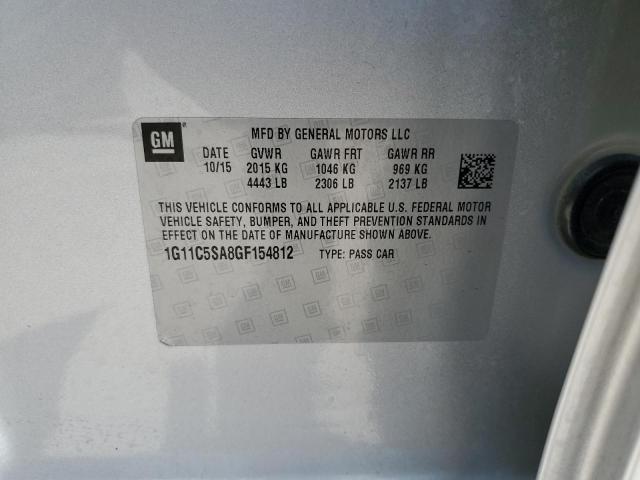 GM
MFD BY GENERAL MOTORS LLC
DATE GVWR GAWR FRT GAWR RR
10/15 2015 KG 1046 KG 969 KG
4443 LB 2306 LB 2137 LB
THIS VEHICLE CONFORMS TO ALL APPLICABLE U.S. FEDERAL MOTOR
VEHICLE SAFETY, BUMPER, AND THEFT PREVENTION STANDARDS IN
EFFECT ON THE DATE OF MANUFACTURE SHOWN ABOVE.
1G11C5SA8GF154812 TYPE: PASS CAR